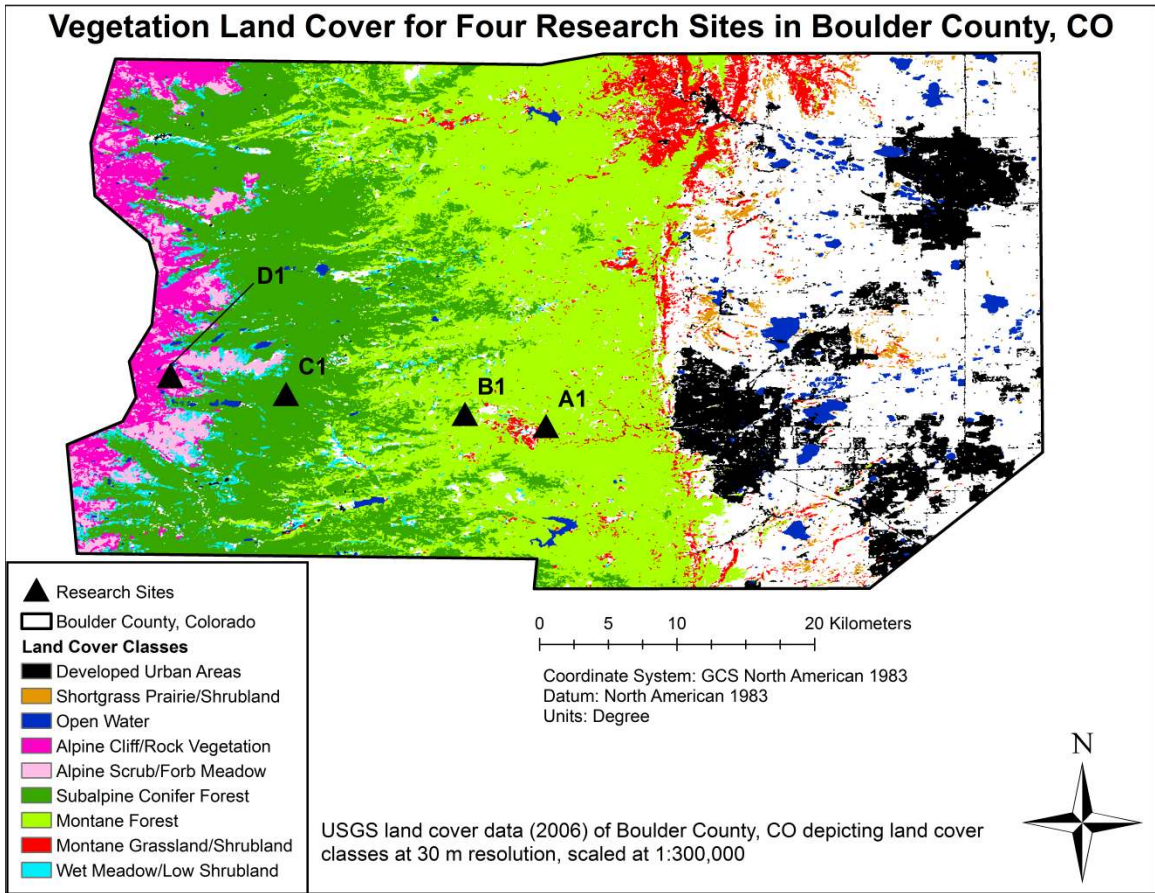 Vegetation Land Cover for Four Research Sites in Boulder County, CO
D1
C1
B1
A1
Research Sites
Boulder County, Colorado
Land Cover Classes
Developed Urban Areas
Shortgrass Prairie/Shrubland
Open Water
Alpine Cliff/Rock Vegetation
Alpine Scrub/Forb Meadow
Subalpine Conifer Forest
Montane Forest
Montane Grassland/Shrubland
Wet Meadow/Low Shrubland
0 5 10 20 Kilometers
Coordinate System: GCS North American 1983
Datum: North American 1983
Units: Degree
USGS land cover data (2006) of Boulder County, CO depicting land cover
classes at 30 m resolution, scaled at 1:300,000
N